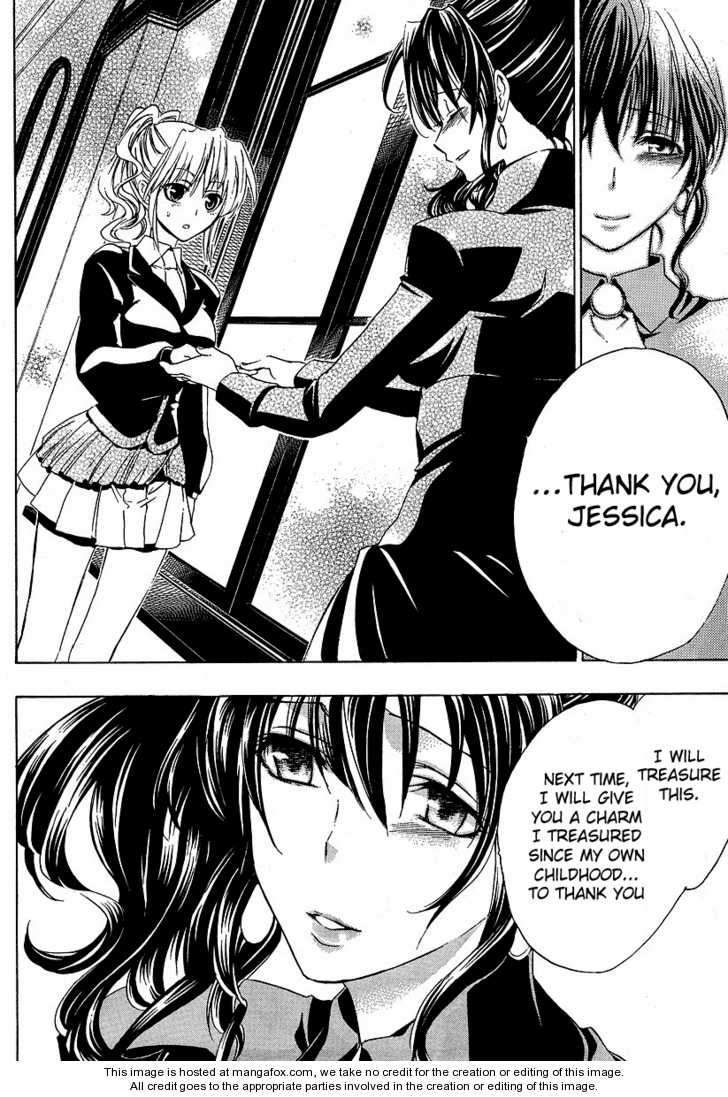 ...THANK YOU,
JESSICA.
I WILL
TREASURE
THIS.
NEXT TIME,
I WILL GIVE
YOU A CHARM
I TREASURED
SINCE MY OWN
CHILDHOOD...
TO THANK YOU
This image is hosted at mangafox.com, we take no credit for the creation or editing of this image.
All credit goes to the appropriate parties involved in the creation or editing of this image.